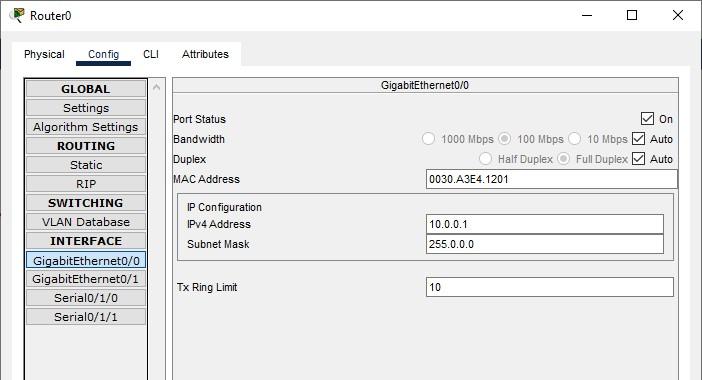 Router0
Physical Config CLI Attributes
GLOBAL
Settings
Algorithm Settings
ROUTING
Static
RIP
SWITCHING
VLAN Database
INTERFACE
GigabitEthernet0/0
GigabitEthernet0/1
Serial0/1/0
Serial0/1/1
GigabitEthernet0/0
Port Status On
Bandwidth 1000 Mbps 100 Mbps 10 Mbps Auto
Duplex Half Duplex Full Duplex Auto
MAC Address 0030.A3E4.1201
IP Configuration
IPv4 Address 10.0.0.1
Subnet Mask 255.0.0.0
Tx Ring Limit 10